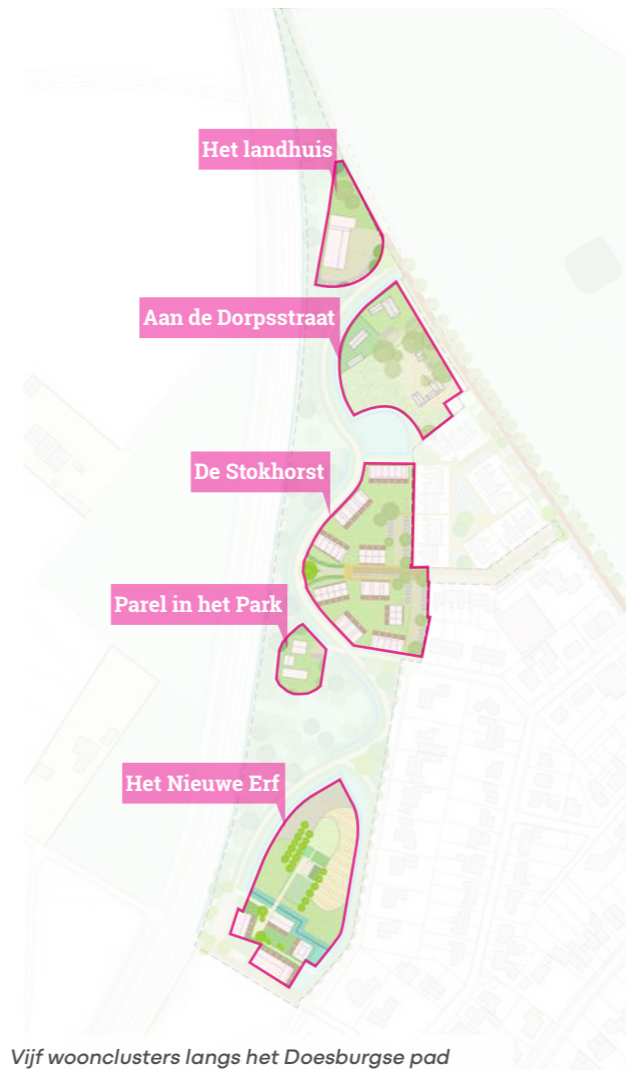 Het landhuis
Aan de Dorpsstraat
De Stokhorst
Parel in het Park
Het Nieuwe Erf
Vijf woonclusters langs het Doesburgse pad